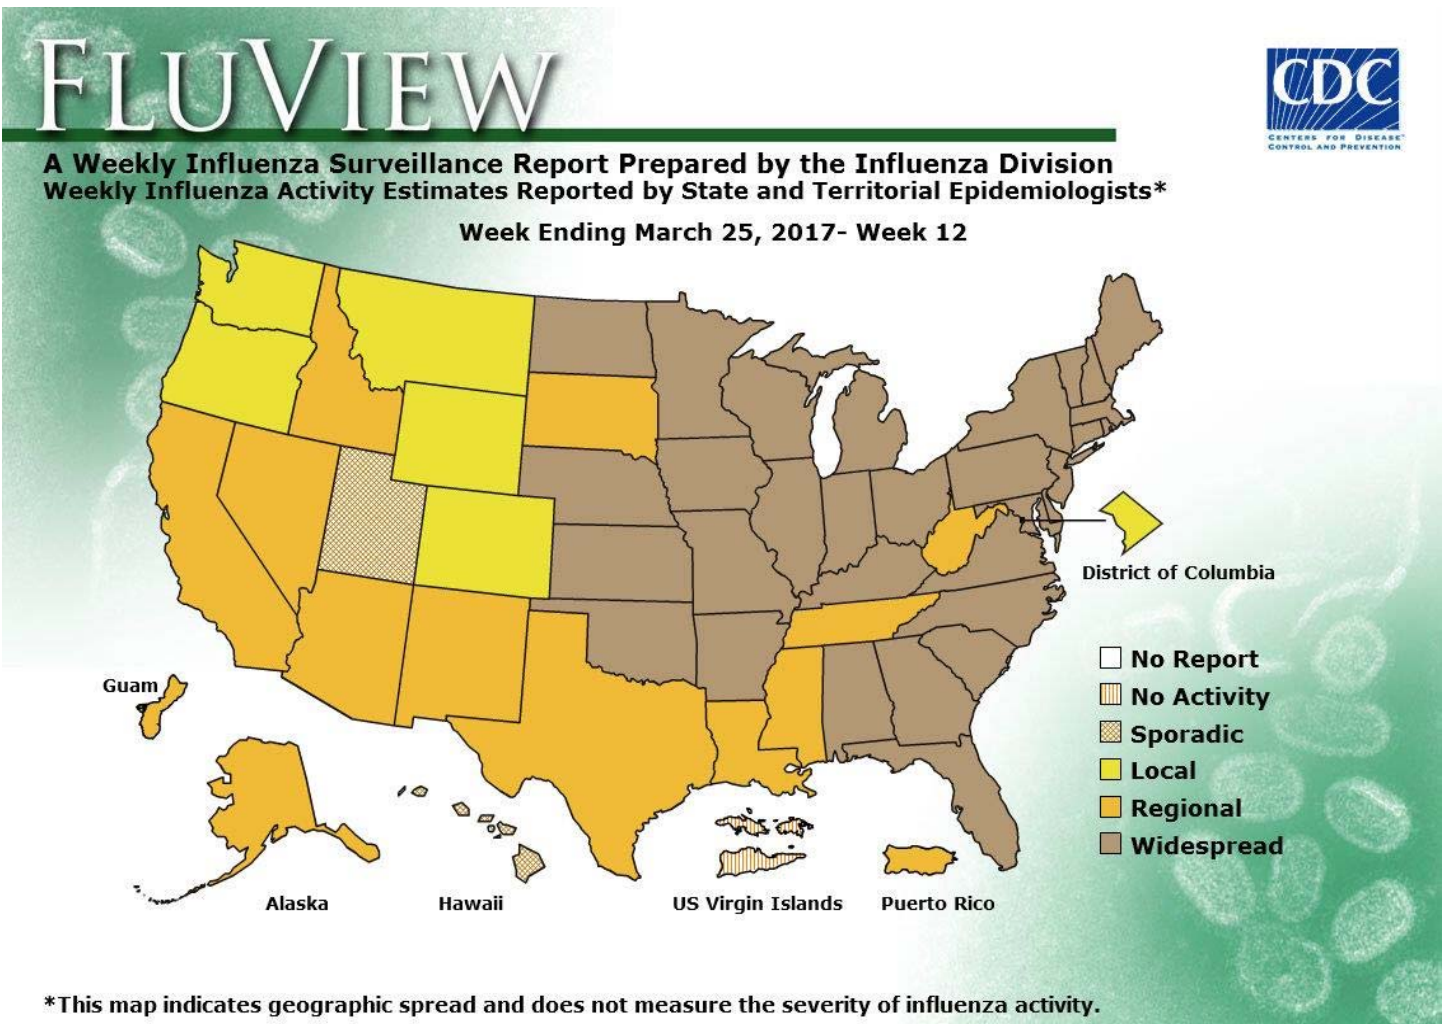 FLUVIEW
CDC
CENTERS FOR DISEASE
CONTROL AND PREVENTION
A Weekly Influenza Surveillance Report Prepared by the Influenza Division
Weekly Influenza Activity Estimates Reported by State and Territorial Epidemiologists*
Week Ending March 25, 2017- Week 12
District of Columbia
No Report
Guam
No Activity
Sporadic
Local
Regional
Widespread
Alaska
Hawaii
US Virgin Islands
Puerto Rico
*This map indicates geographic spread and does not measure the severity of influenza activity.